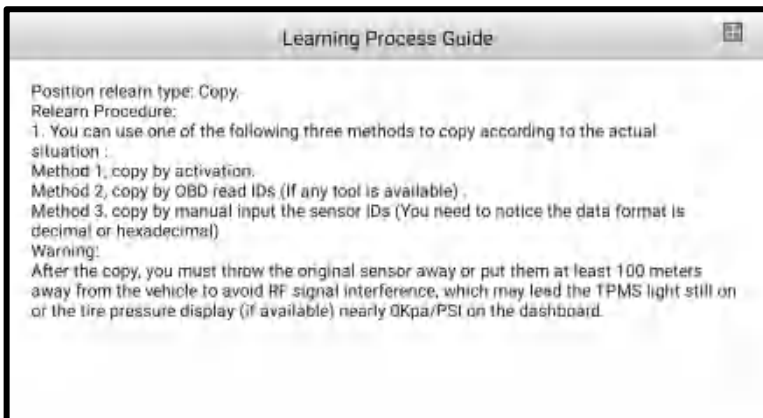 Learning Process Guide
Position relearn type: Copy.
Relearn Procedure:
1. You can use one of the following three methods to copy according to the actual
situation :
Method 1, copy by activation.
Method 2, copy by OBD read IDs (if any tool is available) .
Method 3, copy by manual input the sensor IDs (You need to notice the data format is
decimal or hexadecimal)
Warning:
After the copy, you must throw the original sensor away or put them at least 100 meters
away from the vehicle to avoid RF signal interference, which may lead the TPMS light still on
or the tire pressure display (if available) nearly 0Kpa/PSI on the dashboard.